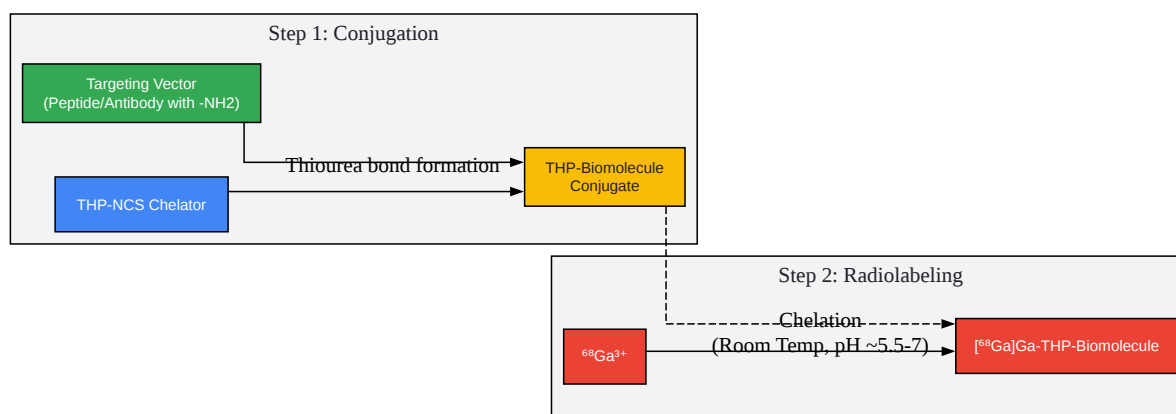 Step 1: Conjugation
Targeting Vector
(Peptide/Antibody with -NH2)
Thiourea bond formation
THP-NCS Chelator
THP-Biomolecule
Conjugate
Step 2: Radiolabeling
⁶⁸Ga³⁺
Chelation
(Room Temp, pH ~5.5-7)
[⁶⁸Ga]Ga-THP-Biomolecule